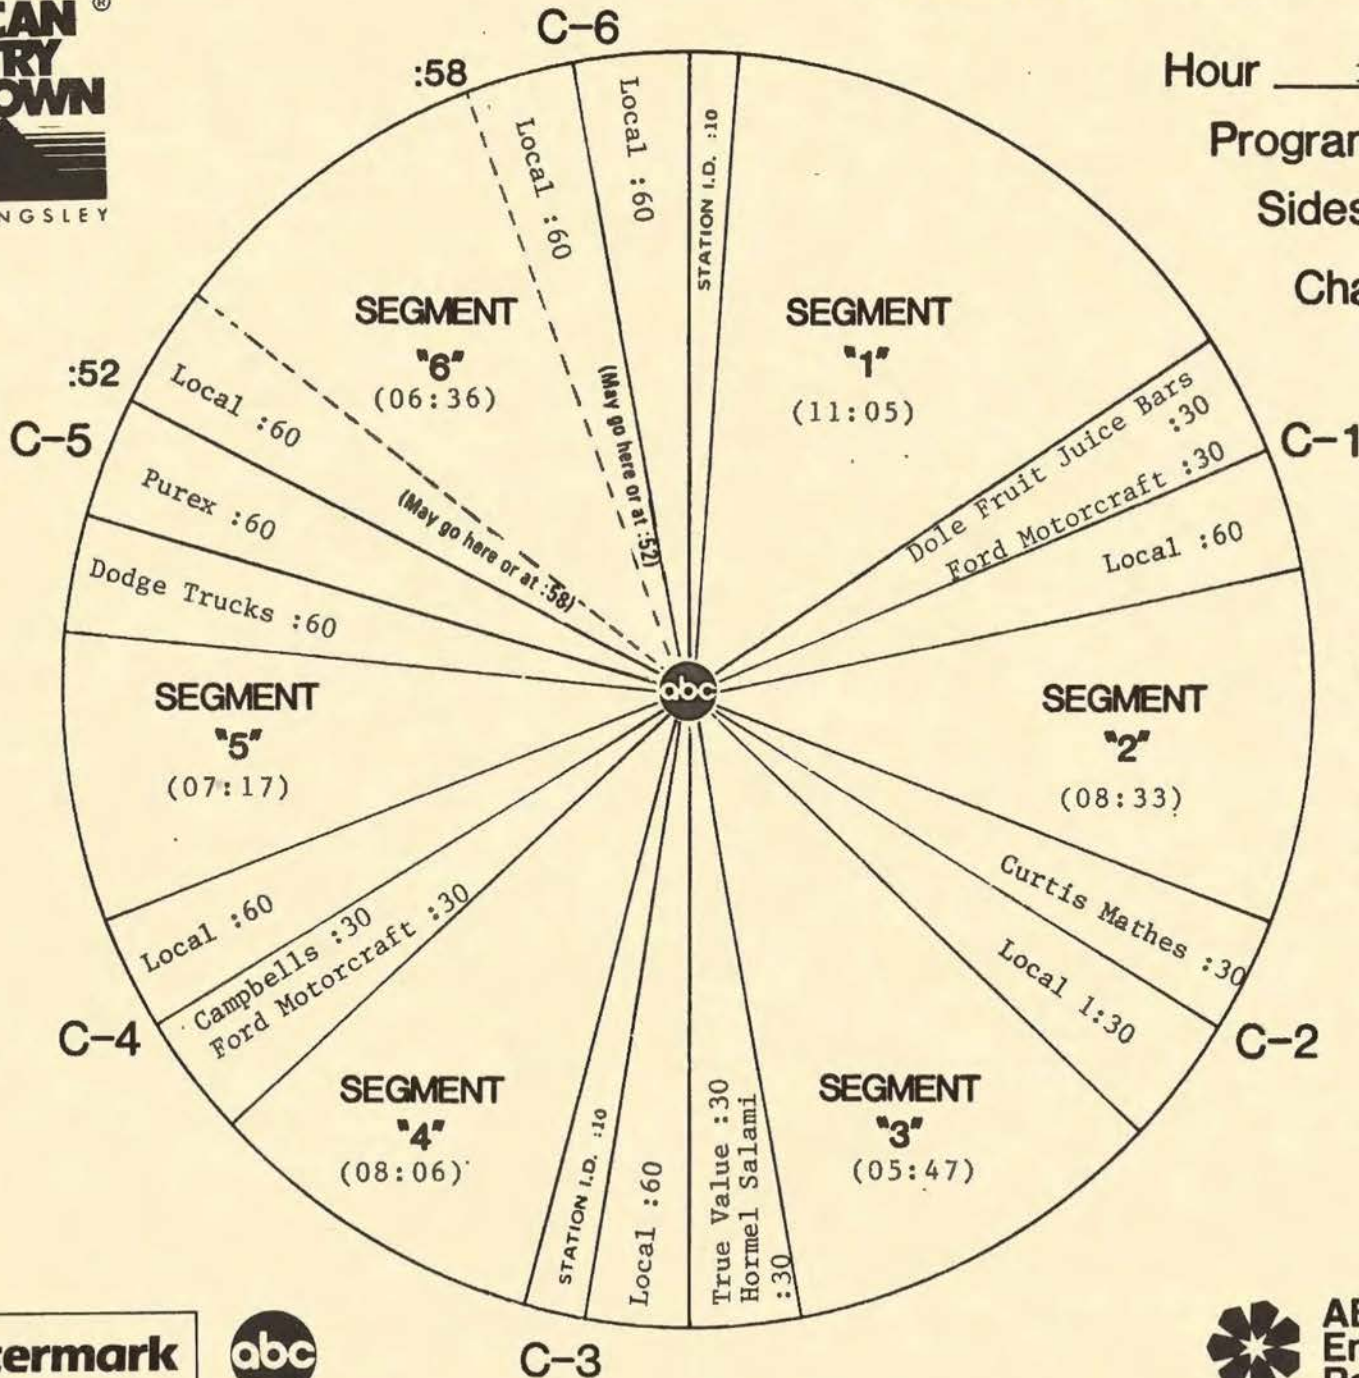 C-6
:58
Hour
Local :60
Local :60
(May go here or at :52)
STATION I.D. :10
SEGMENT
"6"
(06:36)
SEGMENT
"1"
(11:05)
:52
C-5
Local :60
(May go here or at :58)
Purex :60
Dodge Trucks :60
Dole Fruit Juice Bars
:30
Ford Motorcraft :30
C-1
Local :60
abc
SEGMENT
"5"
(07:17)
SEGMENT
"2"
(08:33)
Local :60
Campbells :30
Ford Motorcraft :30
C-4
Curtis Mathes :30
Local 1:30
C-2
SEGMENT
"4"
(08:06)
STATION I.D. :10
Local :60
True Value :30
Hormel Salami
:30
SEGMENT
"3"
(05:47)
abc
C-3